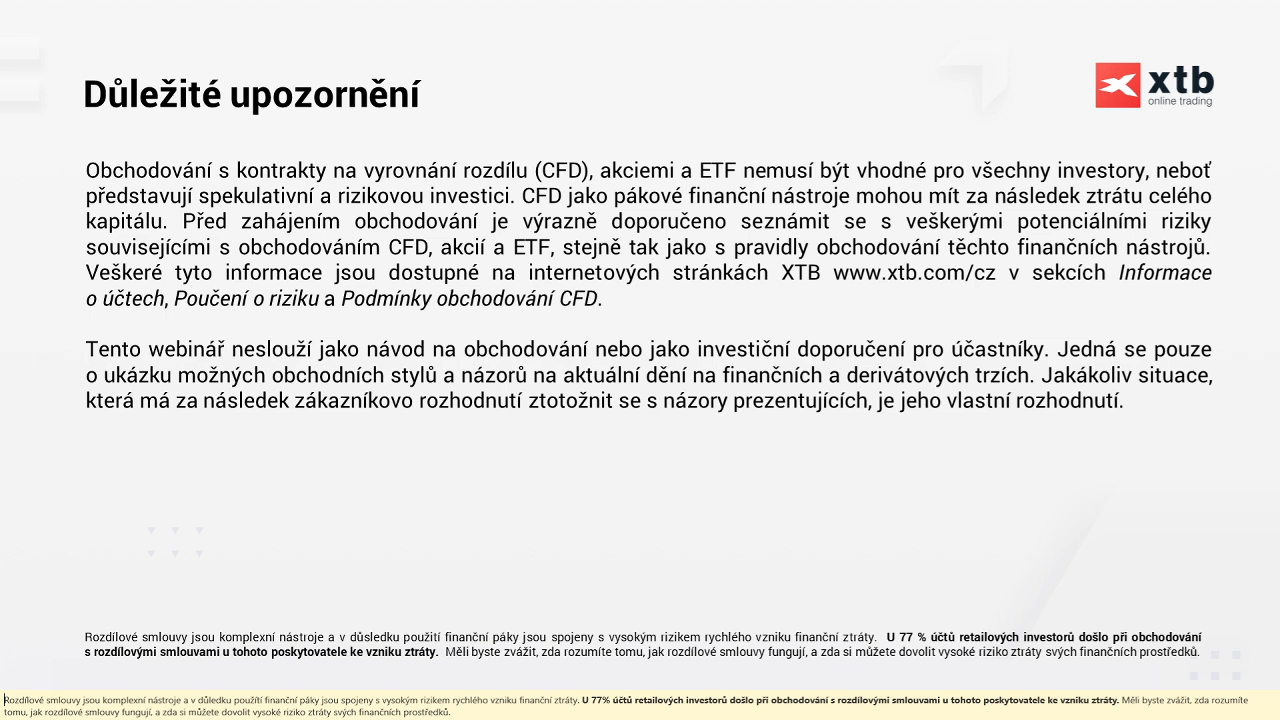 Důležité upozornění
xtb
online trading
Obchodování s kontrakty na vyrovnání rozdílu (CFD), akciemi a ETF nemusí být vhodné pro všechny investory, neboť
představují spekulativní a rizikovou investici. CFD jako pákové finanční nástroje mohou mít za následek ztrátu celého
kapitálu. Před zahájením obchodování je výrazně doporučeno seznámit se s veškerými potenciálními riziky
souvisejícími s obchodováním CFD, akcií a ETF, stejně tak jako s pravidly obchodování těchto finančních nástrojů.
Veškeré tyto informace jsou dostupné na internetových stránkách XTB www.xtb.com/cz v sekcích Informace
o účtech, Poučení o riziku a Podmínky obchodování CFD.
Tento webinář neslouží jako návod na obchodování nebo jako investiční doporučení pro účastníky. Jedná se pouze
o ukázku možných obchodních stylů a názorů na aktuální dění na finančních a derivátových trzích. Jakákoliv situace,
která má za následek zákazníkovo rozhodnutí ztotožnit se s názory prezentujících, je jeho vlastní rozhodnutí.
Rozdílové smlouvy jsou komplexní nástroje a v důsledku použití finanční páky jsou spojeny s vysokým rizikem rychlého vzniku finanční ztráty. U 77 % účtů retailových investorů došlo při obchodování
s rozdílovými smlouvami u tohoto poskytovatele ke vzniku ztráty. Měli byste zvážit, zda rozumíte tomu, jak rozdílové smlouvy fungují, a zda si můžete dovolit vysoké riziko ztráty svých finančních prostředků.
Rozdílové smlouvy jsou komplexní nástroje a v důledku použítí finanční páky jsou spojeny s vysokým rizikem rychlého vzniku finanční ztráty. U 77% účtů retailových investorů došlo při obchodování s rozdílovými smlouvami u tohoto poskytovatele ke vzniku ztráty. Měli byste zvážit, zda rozumíte
tomu, jak rozdílové smlouvy fungují, a zda si můžete dovolit vysoké riziko ztráty svých finančních prostředků.